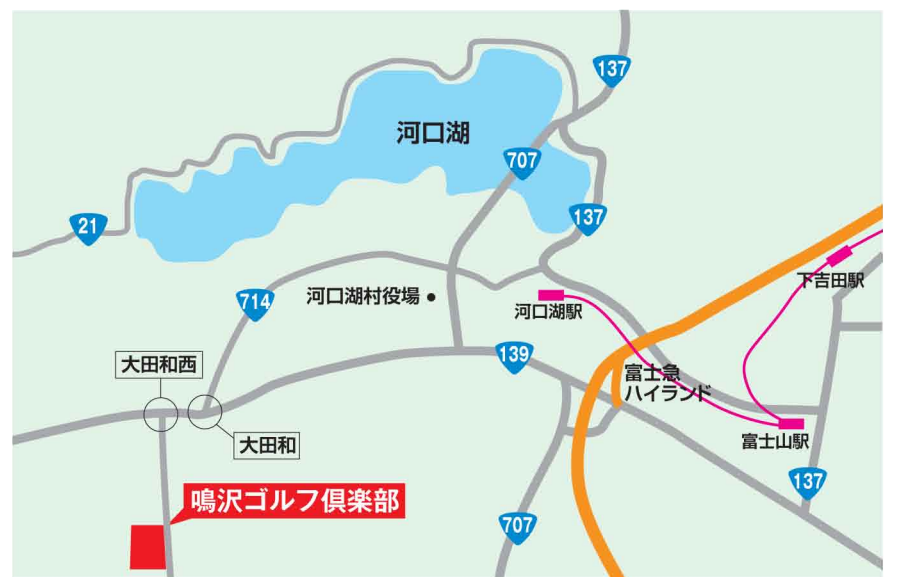 137
河口湖
707
137
21
下吉田駅
714
河口湖村役場
河口湖駅
139
大田和西
富士急
ハイランド
大田和
富士山駅
137
鳴沢ゴルフ倶楽部
707